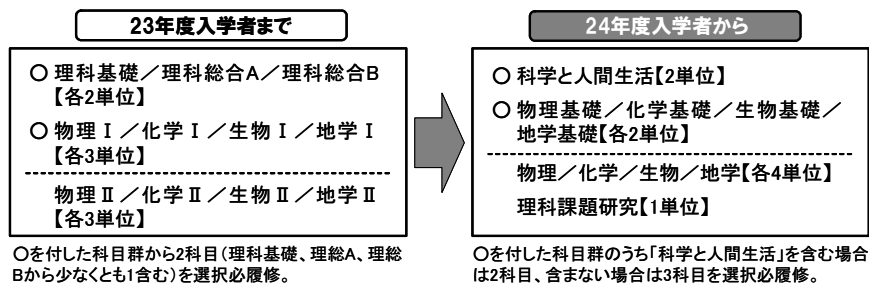 23年度入学者まで
○ 理科基礎／理科総合A／理科総合B
【各2単位】
○ 物理Ⅰ／化学Ⅰ／生物Ⅰ／地学Ⅰ
【各3単位】
物理Ⅱ／化学Ⅱ／生物Ⅱ／地学Ⅱ
【各3単位】
○を付した科目群から2科目（理科基礎、理総A、理総
Bから少なくとも1含む）を選択必履修。
24年度入学者から
○ 科学と人間生活【2単位】
○ 物理基礎／化学基礎／生物基礎／
地学基礎【各2単位】
物理／化学／生物／地学【各4単位】
理科課題研究【1単位】
○を付した科目群のうち「科学と人間生活」を含む場合
は2科目、含まない場合は3科目を選択必履修。